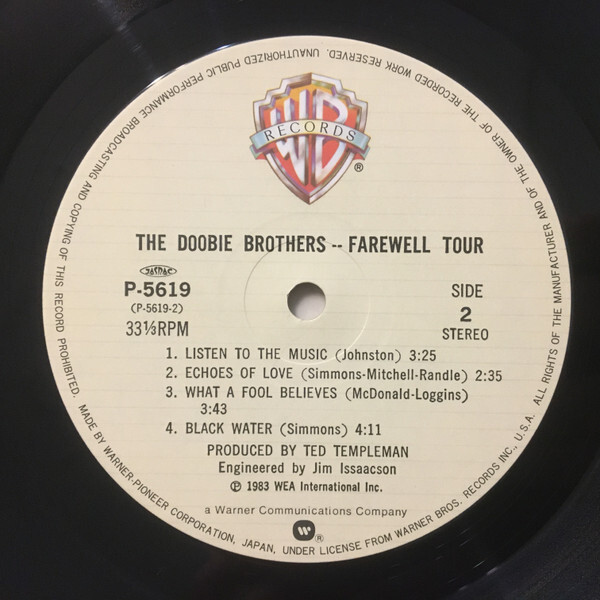 WB
RECORDS
®
THE DOOBIE BROTHERS -- FAREWELL TOUR
JASRAC
P-5619
(P-5619-2)
33⅓RPM
SIDE
2
STEREO
1. LISTEN TO THE MUSIC (Johnston) 3:25
2. ECHOES OF LOVE (Simmons-Mitchell-Randle) 2:35
3. WHAT A FOOL BELIEVES (McDonald-Loggins)
3:43
4. BLACK WATER (Simmons) 4:11
PRODUCED BY TED TEMPLEMAN
Engineered by Jim Issaacson
℗ 1983 WEA International Inc.
a Warner Communications Company
®
MADE BY WARNER-PIONEER CORPORATION, JAPAN, UNDER LICENSE FROM WARNER BROS. RECORDS INC., U.S.A. ALL RIGHTS OF THE MANUFACTURER AND OF THE OWNER OF THE RECORDED WORK RESERVED. UNAUTHORIZED PUBLIC PERFORMANCE BROADCASTING AND COPYING OF THIS RECORD PROHIBITED.